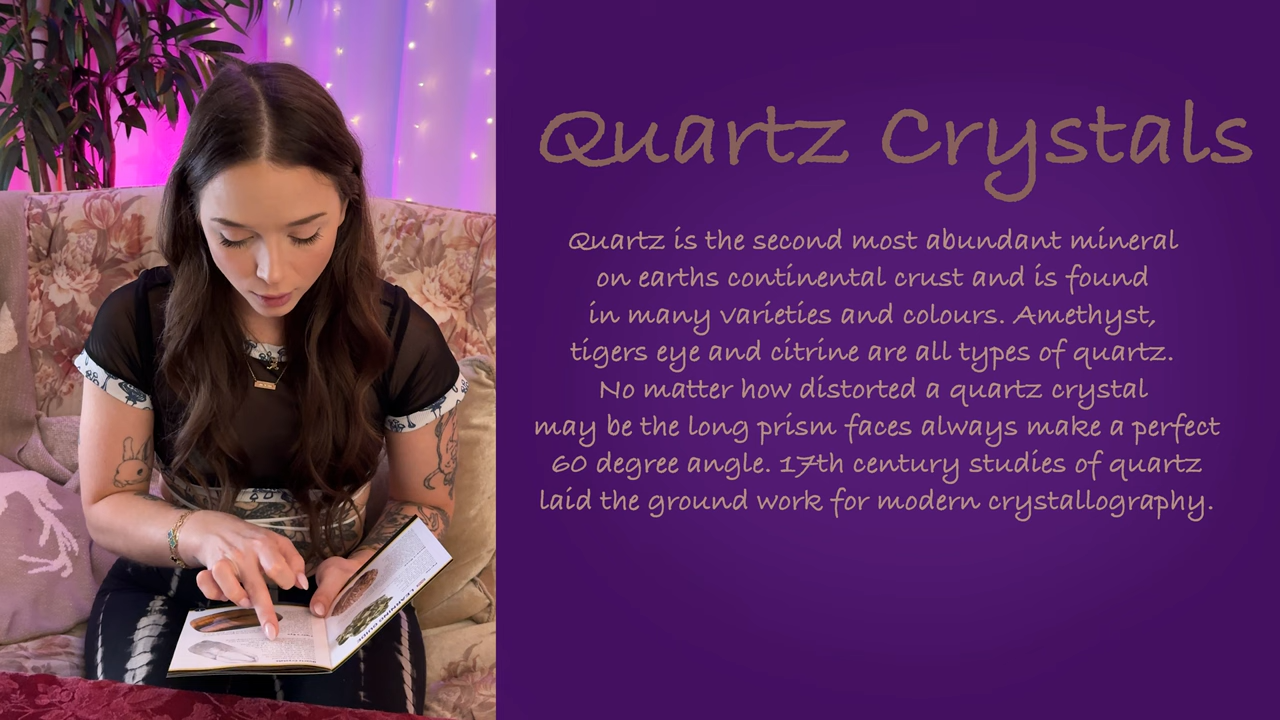 Quartz Crystals
Quartz is the second most abundant mineral
on earths continental crust and is found
in many varieties and colours. Amethyst,
tigers eye and citrine are all types of quartz.
No matter how distorted a quartz crystal
may be the long prism faces always make a perfect
60 degree angle. 17th century studies of quartz
laid the ground work for modern crystallography.
LEARNING GUIDE